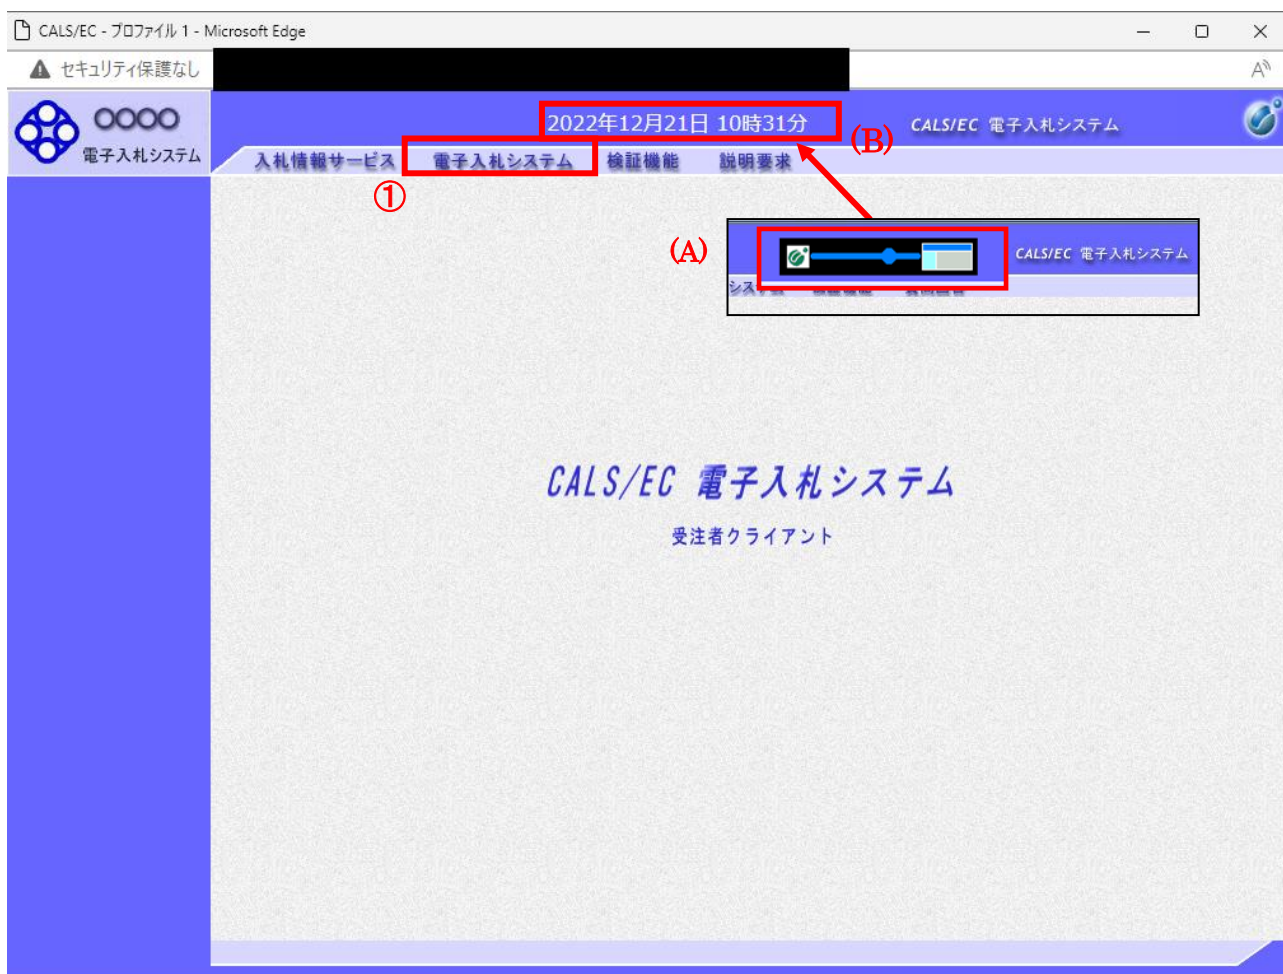 CALS/EC - プロファイル 1 - Microsoft Edge
セキュリティ保護なし
A
○○○○
電子入札システム
2022年12月21日 10時31分
(B)
CALS/EC 電子入札システム
入札情報サービス 電子入札システム 検証機能 説明要求
①
(A)
CALS/EC 電子入札システム
CALS/EC 電子入札システム
受注者クライアント